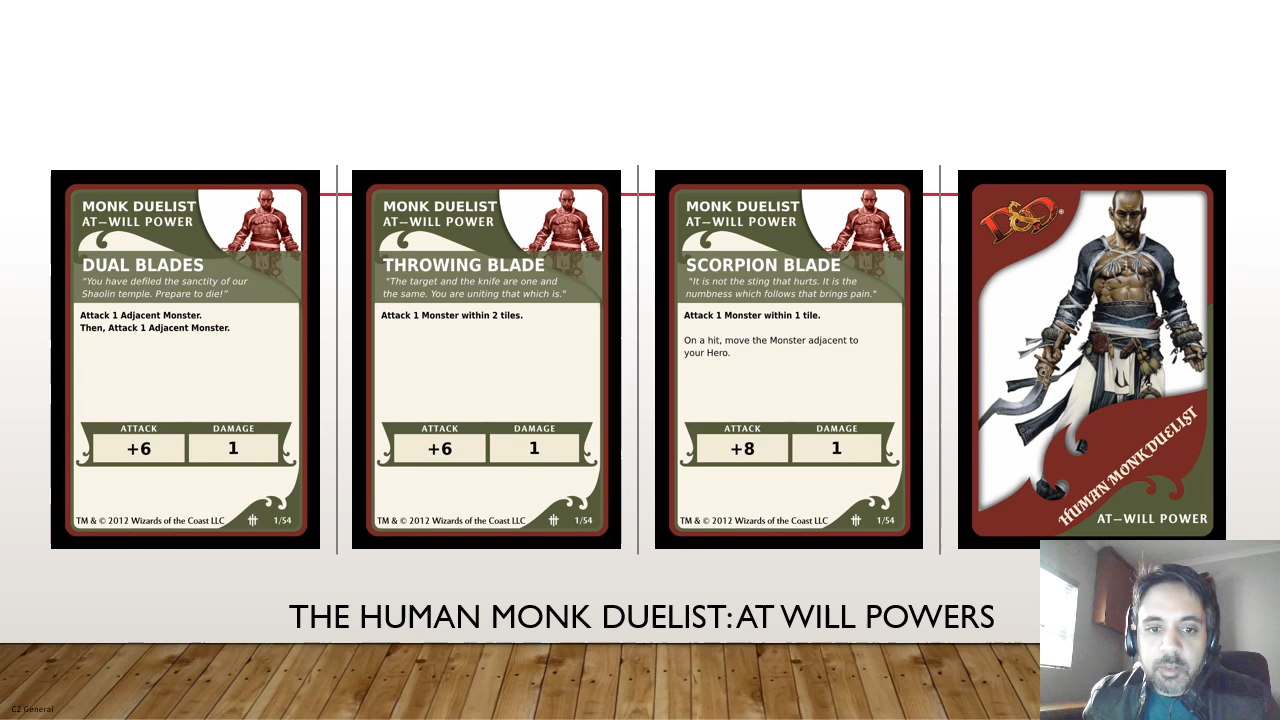 MONK DUELIST
AT–WILL POWER
DUAL BLADES
"You have defiled the sanctity of our
Shaolin temple. Prepare to die!"
Attack 1 Adjacent Monster.
Then, Attack 1 Adjacent Monster.
ATTACK DAMAGE
+6 1
TM & © 2012 Wizards of the Coast LLC 1/54
MONK DUELIST
AT–WILL POWER
THROWING BLADE
"The target and the knife are one and
the same. You are uniting that which is."
Attack 1 Monster within 2 tiles.
ATTACK DAMAGE
+6 1
TM & © 2012 Wizards of the Coast LLC 1/54
MONK DUELIST
AT–WILL POWER
SCORPION BLADE
"It is not the sting that hurts. It is the
numbness which follows that brings pain."
Attack 1 Monster within 1 tile.
On a hit, move the Monster adjacent to
your Hero.
ATTACK DAMAGE
+8 1
TM & © 2012 Wizards of the Coast LLC 1/54
D&D®
HUMAN MONK DUELIST
AT–WILL POWER
THE HUMAN MONK DUELIST: AT WILL POWERS
C2 General